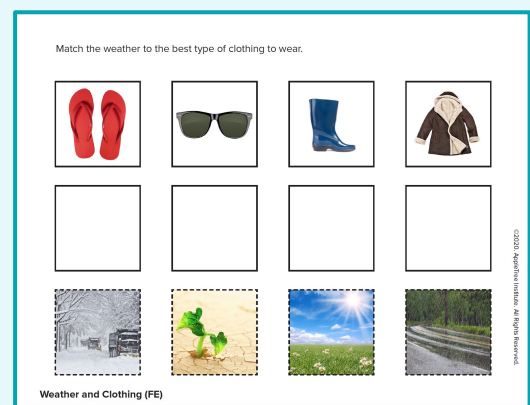 Match the weather to the best type of clothing to wear.
©2020. AppleTree Institute. All Rights Reserved.
Weather and Clothing (FE)